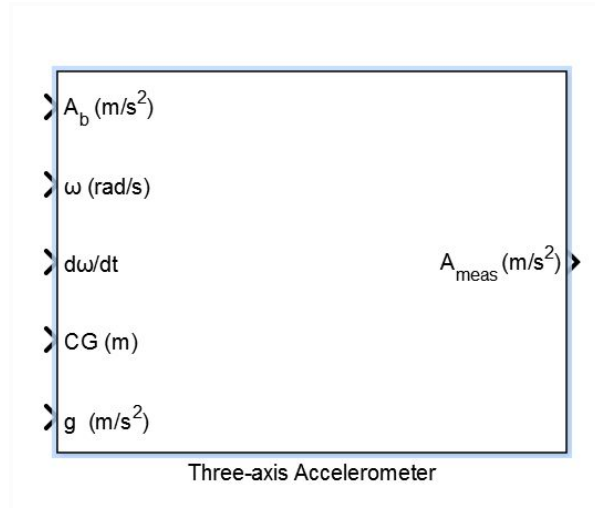 A_b (m/s^2)
ω (rad/s)
dω/dt
A_meas (m/s^2)
CG (m)
g (m/s^2)
Three-axis Accelerometer